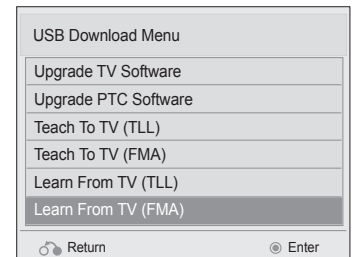 USB Download Menu
Upgrade TV Software
Upgrade PTC Software
Teach To TV (TLL)
Teach To TV (FMA)
Learn From TV (TLL)
Learn From TV (FMA)
Return Enter